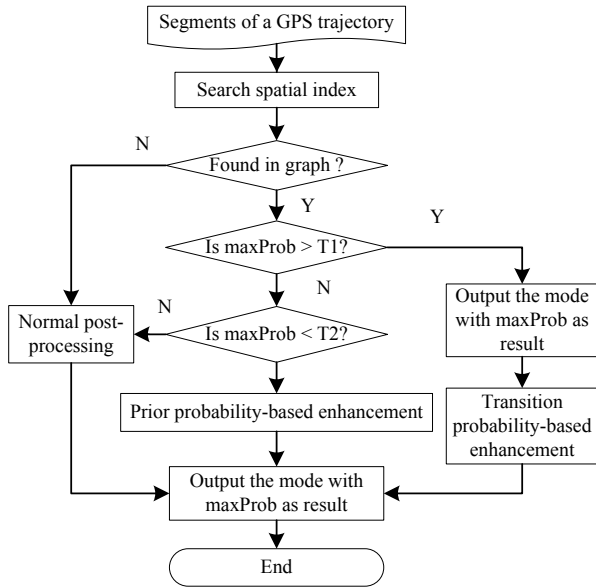 Segments of a GPS trajectory
Search spatial index
N
Found in graph ?
Y
Y
Is maxProb > T1?
N
N
Output the mode
with maxProb as
result
Normal post-
processing
Is maxProb < T2?
Prior probability-based enhancement
Transition
probability-based
enhancement
Output the mode with
maxProb as result
End